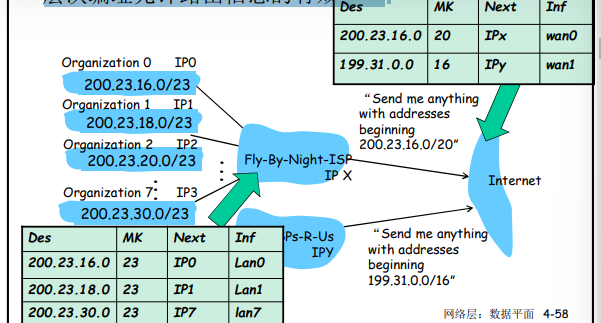 Des MK Next Inf
200.23.16.0 20 IPx wan0
199.31.0.0 16 IPy wan1
Organization 0 IP0
200.23.16.0/23
Organization 1 IP1
200.23.18.0/23
Organization 2 IP2
200.23.20.0/23
Organization 7 IP3
200.23.30.0/23
Fly-By-Night-ISP
IP X
“Send me anything
with addresses
beginning
200.23.16.0/20”
Internet
Ps-R-Us
IPY
“Send me anything
with addresses
beginning
199.31.0.0/16”
Des MK Next Inf
200.23.16.0 23 IP0 Lan0
200.23.18.0 23 IP1 Lan1
200.23.30.0 23 IP7 lan7
网络层：数据平面 4-58